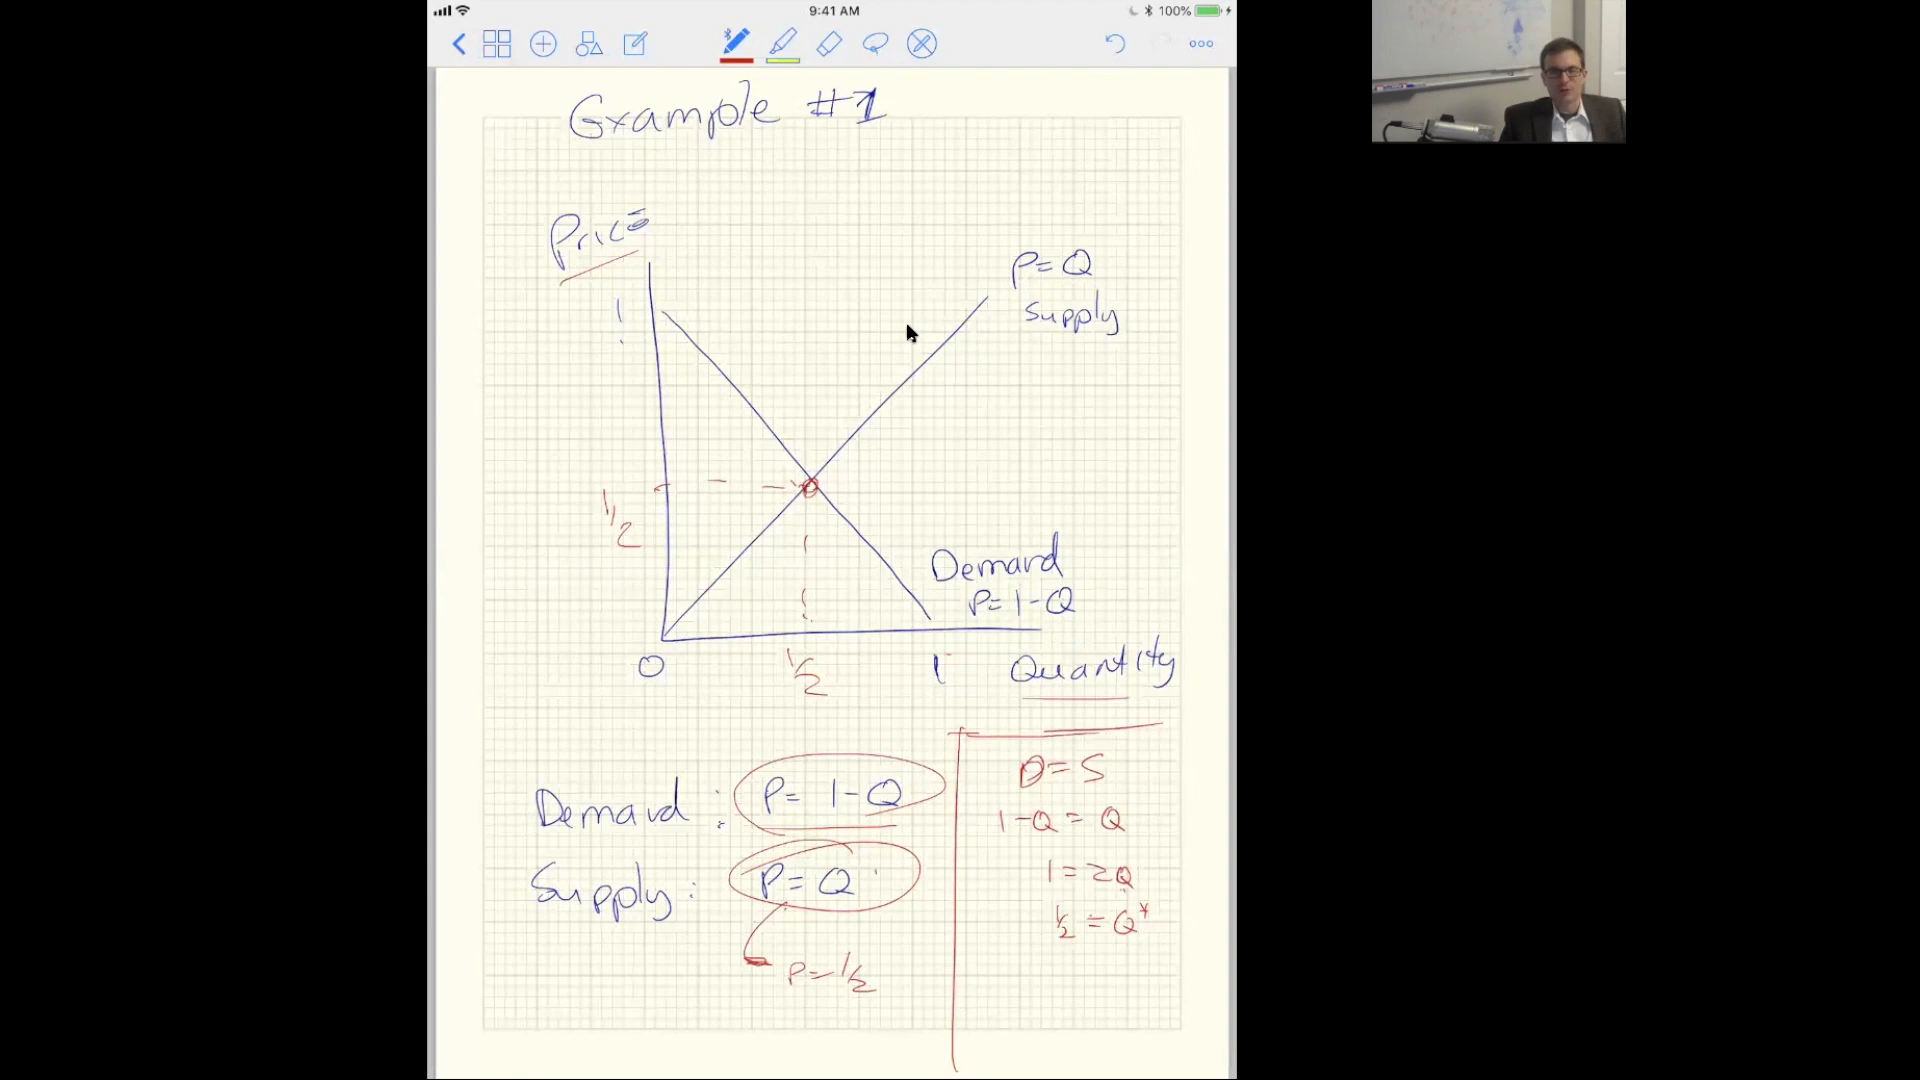 9:41 AM
100%
Example #1
Price
P=Q
Supply
1
1/2
Demand
P=1-Q
0
1/2
1
Quantity
D=S
Demand: P= 1-Q
1-Q = Q
Supply: P=Q
1=2Q
1/2 = Q*
P=1/2